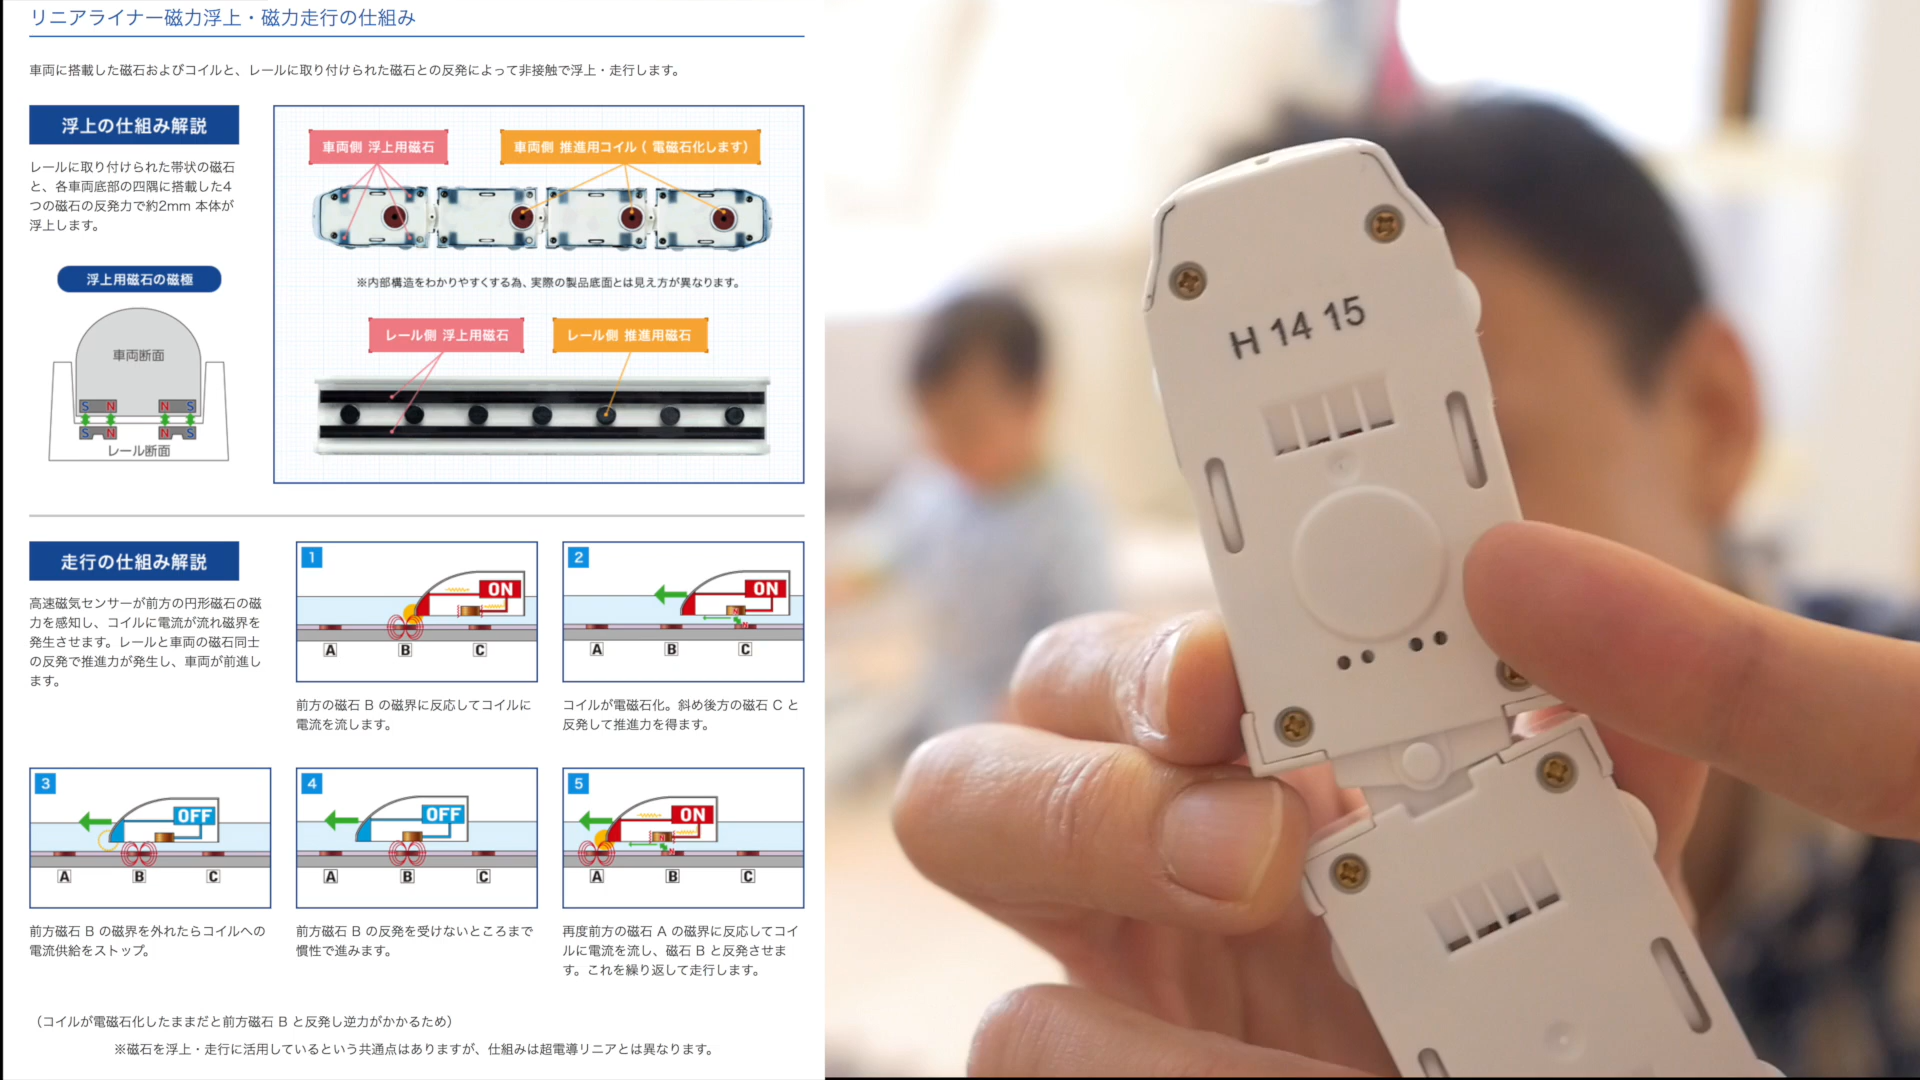 リニアライナー磁力浮上・磁力走行の仕組み
車両に搭載した磁石およびコイルと、レールに取り付けられた磁石との反発によって非接触で浮上・走行します。
浮上の仕組み解説
レールに取り付けられた帯状の磁石
と、各車両底部の四隅に搭載した4
つの磁石の反発力で約2mm 本体が
浮上します。
浮上用磁石の磁極
車両断面
S N N S
S N N S
レール断面
車両側 浮上用磁石
車両側 推進用コイル ( 電磁石化します)
※内部構造をわかりやすくする為、実際の製品底面とは見え方が異なります。
レール側 浮上用磁石
レール側 推進用磁石
走行の仕組み解説
高速磁気センサーが前方の円形磁石の磁
力を感知し、コイルに電流が流れ磁界を
発生させます。レールと車両の磁石同士
の反発で推進力が発生し、車両が前進し
ます。
1
ON
A B C
前方の磁石 B の磁界に反応してコイルに
電流を流します。
2
ON
A B C
コイルが電磁石化。斜め後方の磁石 C と
反発して推進力を得ます。
3
OFF
A B C
前方磁石 B の磁界を外れたらコイルへの
電流供給をストップ。
4
OFF
A B C
前方磁石 B の反発を受けないところまで
慣性で進みます。
5
ON
A B C
再度前方の磁石 A の磁界に反応してコイ
ルに電流を流し、磁石 B と反発させま
す。これを繰り返して走行します。
（コイルが電磁石化したままだと前方磁石 B と反発し逆力がかかるため）
※磁石を浮上・走行に活用しているという共通点はありますが、仕組みは超電導リニアとは異なります。
H 14 15